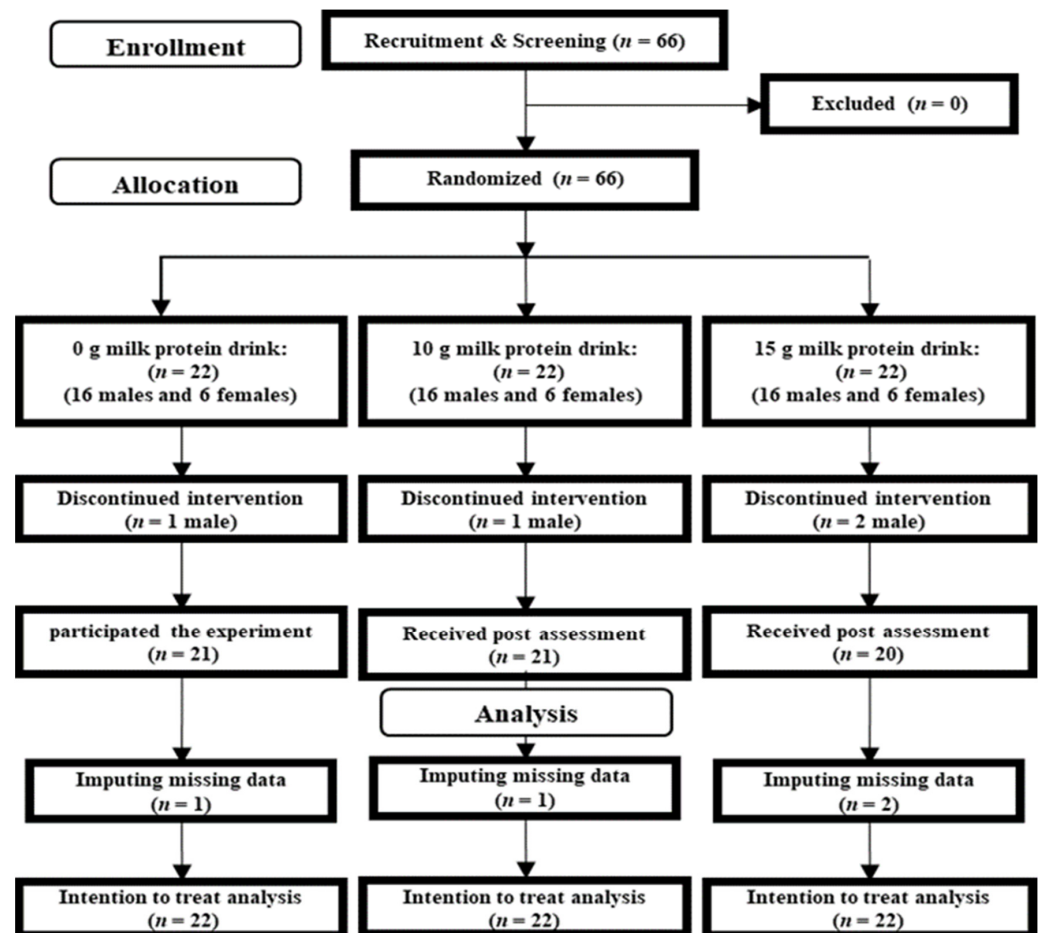 Enrollment
Recruitment & Screening (n = 66)
Excluded (n = 0)
Allocation
Randomized (n = 66)
0 g milk protein drink:
(n = 22)
(16 males and 6 females)
10 g milk protein drink:
(n = 22)
(16 males and 6 females)
15 g milk protein drink:
(n = 22)
(16 males and 6 females)
Discontinued intervention
(n = 1 male)
Discontinued intervention
(n = 1 male)
Discontinued intervention
(n = 2 male)
participated the experiment
(n = 21)
Received post assessment
(n = 21)
Received post assessment
(n = 20)
Analysis
Imputing missing data
(n = 1)
Imputing missing data
(n = 1)
Imputing missing data
(n = 2)
Intention to treat analysis
(n = 22)
Intention to treat analysis
(n = 22)
Intention to treat analysis
(n = 22)